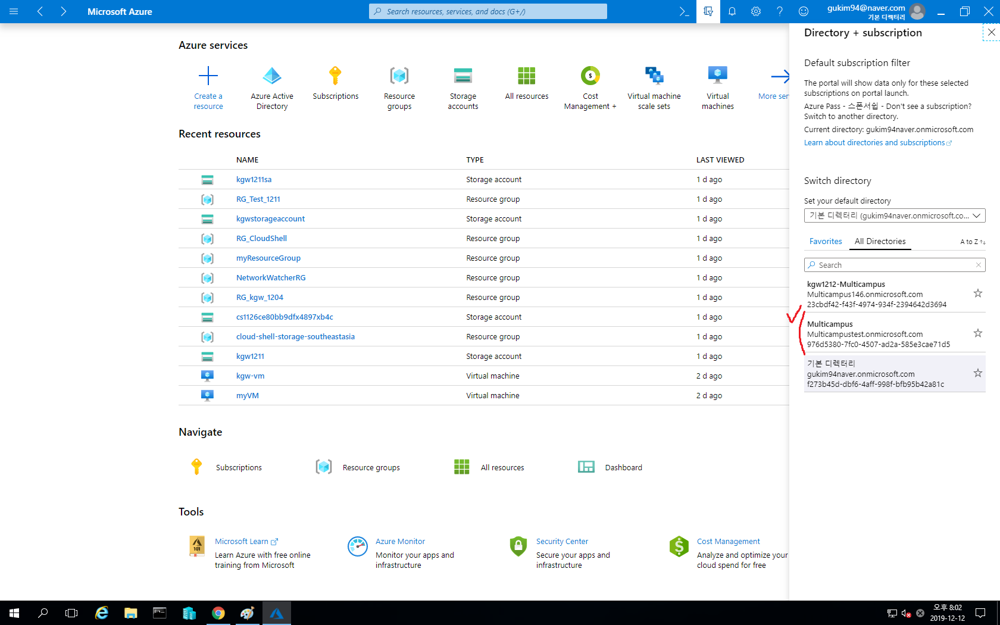 Microsoft Azure
Search resources, services, and docs (G+/)
gukim94@naver.com
기본 디렉터리
Azure services
Create a
resource
Azure Active
Directory
Subscriptions
Resource
groups
Storage
accounts
All resources
Cost
Management +
Virtual machine
scale sets
Virtual
machines
More ser
Recent resources
NAME TYPE LAST VIEWED
kgw1211sa Storage account 1 d ago
RG_Test_1211 Resource group 1 d ago
kgwstorageaccount Storage account 1 d ago
RG_CloudShell Resource group 1 d ago
myResourceGroup Resource group 1 d ago
NetworkWatcherRG Resource group 1 d ago
RG_kgw_1204 Resource group 1 d ago
cs1126ce80bb9dfx4897xb4c Storage account 1 d ago
cloud-shell-storage-southeastasia Resource group 1 d ago
kgw1211 Storage account 1 d ago
kgw-vm Virtual machine 2 d ago
myVM Virtual machine 2 d ago
Navigate
Subscriptions Resource groups All resources Dashboard
Tools
Microsoft Learn
Learn Azure with free online
training from Microsoft
101
Azure Monitor
Monitor your apps and
infrastructure
Security Center
Secure your apps and
infrastructure
Cost Management
Analyze and optimize your
cloud spend for free
Directory + subscription
Default subscription filter
The portal will show data only for these selected
subscriptions on portal launch.
Azure Pass - 스폰서쉽 - Don't see a subscription?
Switch to another directory.
Current directory: gukim94naver.onmicrosoft.com
Learn about directories and subscriptions
Switch directory
Set your default directory
기본 디렉터리 (gukim94naver.onmicrosoft.co...
Favorites All Directories A to Z
Search
kgw1212-Multicampus
Multicampus146.onmicrosoft.com
23cbdf42-f43f-4974-934f-2394642d3694
Multicampus
Multicampustest.onmicrosoft.com
976d5380-7fc0-4507-ad2a-585e3cae71d5
기본 디렉터리
gukim94naver.onmicrosoft.com
f273b45d-dbf6-4aff-998f-bfb95b42a81c
오후 8:02
2019-12-12